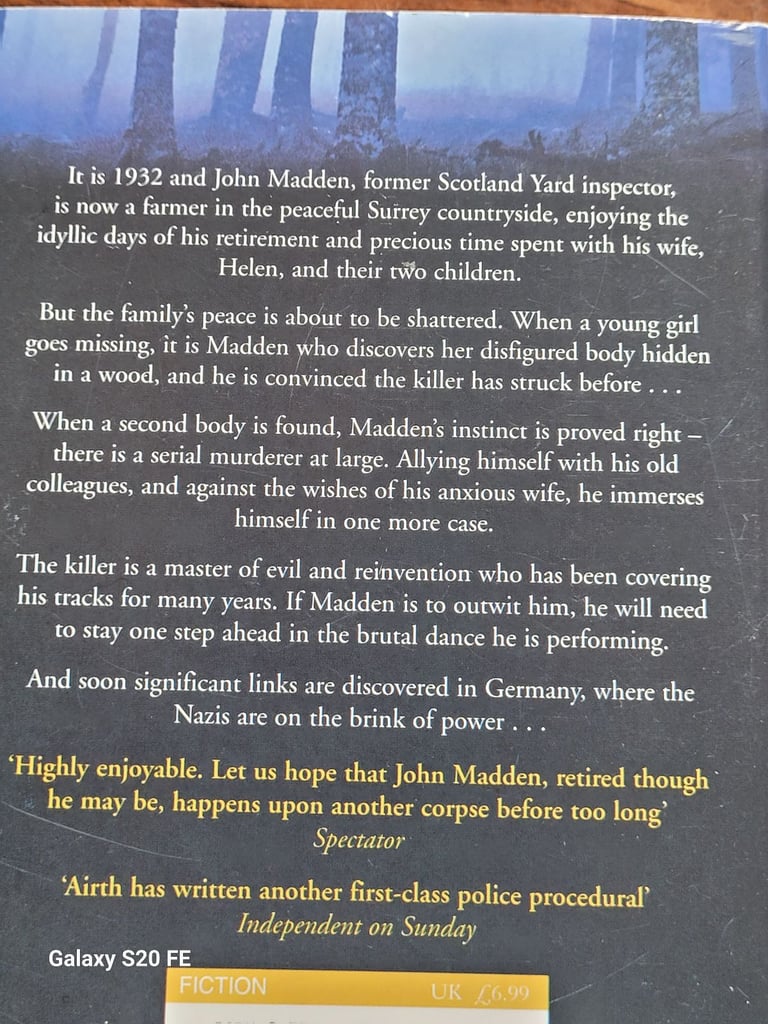 It is 1932 and John Madden, former Scotland Yard inspector,
is now a farmer in the peaceful Surrey countryside, enjoying the
idyllic days of his retirement and precious time spent with his wife,
Helen, and their two children.
But the family's peace is about to be shattered. When a young girl
goes missing, it is Madden who discovers her disfigured body hidden
in a wood, and he is convinced the killer has struck before . . .
When a second body is found, Madden's instinct is proved right –
there is a serial murderer at large. Allying himself with his old
colleagues, and against the wishes of his anxious wife, he immerses
himself in one more case.
The killer is a master of evil and reinvention who has been covering
his tracks for many years. If Madden is to outwit him, he will need
to stay one step ahead in the brutal dance he is performing.
And soon significant links are discovered in Germany, where the
Nazis are on the brink of power . . .
‘Highly enjoyable. Let us hope that John Madden, retired though
he may be, happens upon another corpse before too long’
Spectator
‘Airth has written another first-class police procedural’
Independent on Sunday
Galaxy S20 FE
FICTION UK £6.99